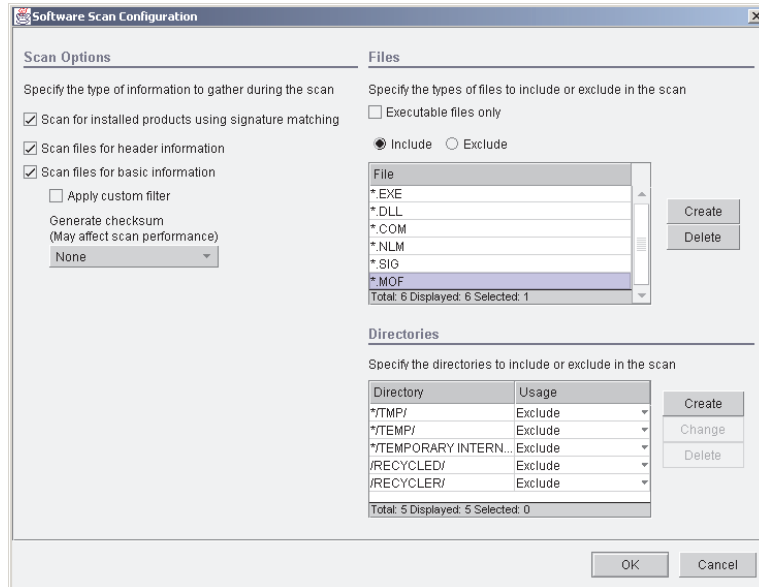 Software Scan Configuration
Scan Options
Specify the type of information to gather during the scan
Scan for installed products using signature matching
Scan files for header information
Scan files for basic information
Apply custom filter
Generate checksum
(May affect scan performance)
None
Files
Specify the types of files to include or exclude in the scan
Executable files only
Include Exclude
File
*.EXE
*.DLL
*.COM
*.NLM
*.SIG
*.MOF
Total: 6 Displayed: 6 Selected: 1
Create
Delete
Directories
Specify the directories to include or exclude in the scan
Directory Usage
*/TMP/ Exclude
*/TEMP/ Exclude
*/TEMPORARY INTERN... Exclude
/RECYCLED/ Exclude
/RECYCLER/ Exclude
Total: 5 Displayed: 5 Selected: 0
Create
Change
Delete
OK Cancel